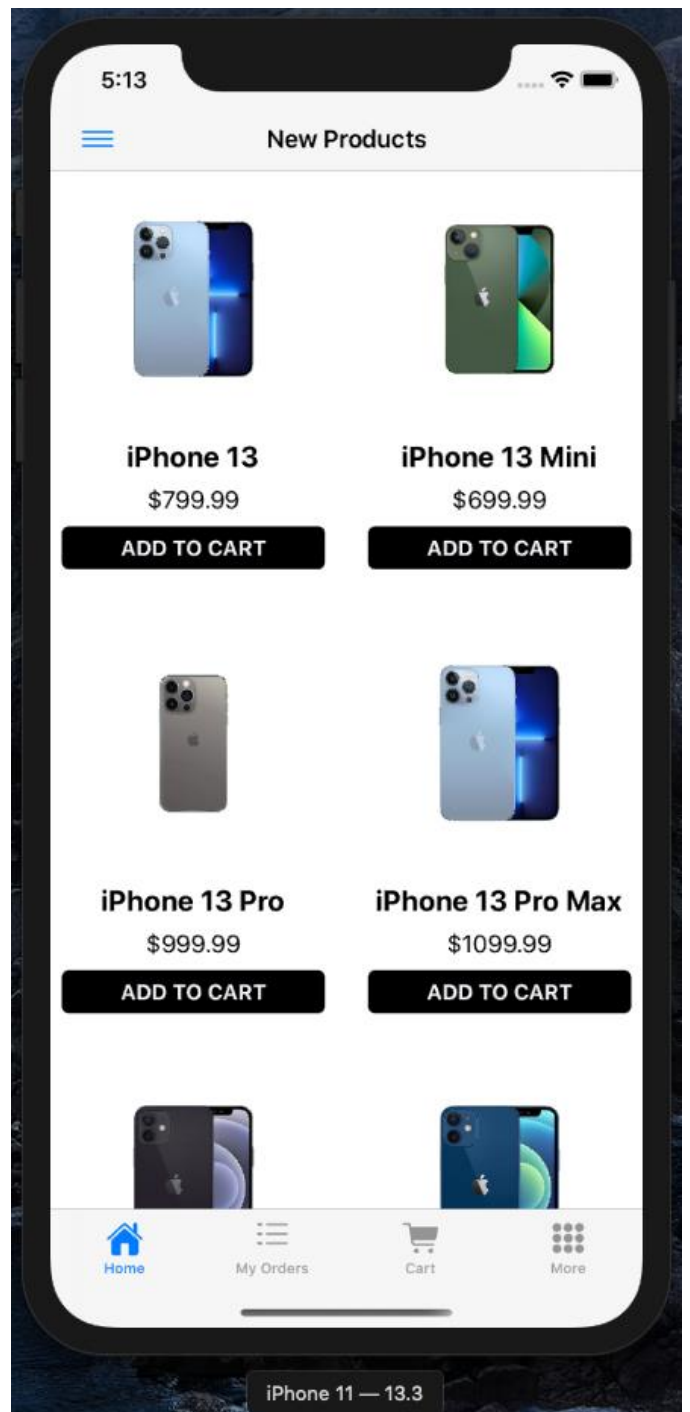 5:13
New Products
iPhone 13
iPhone 13 Mini
$799.99
$699.99
ADD TO CART
ADD TO CART
iPhone 13 Pro
iPhone 13 Pro Max
$999.99
$1099.99
ADD TO CART
ADD TO CART
Home
My Orders
Cart
More
iPhone 11 — 13.3